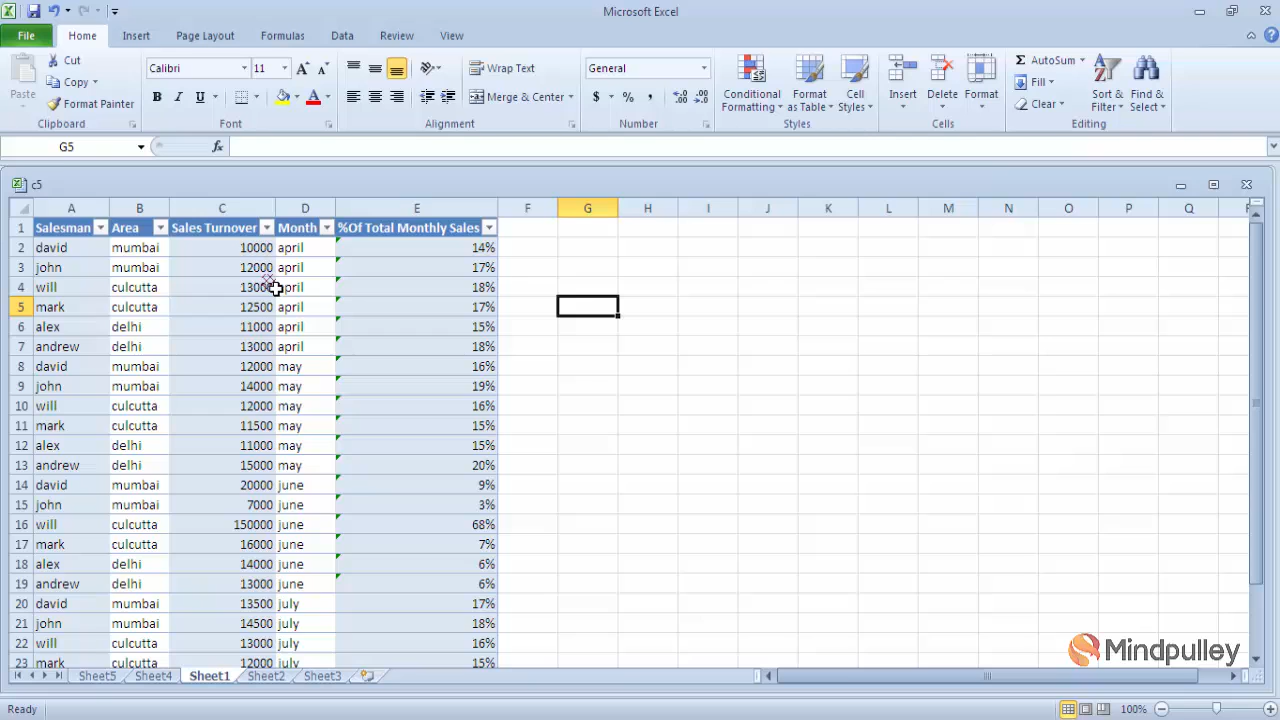 Microsoft Excel
File Home Insert Page Layout Formulas Data Review View
Paste Cut Copy Format Painter Clipboard
Calibri 11 B I U A Font
Wrap Text Merge & Center Alignment
General $ % , Number
Conditional Formatting Format as Table Cell Styles Styles
Insert Delete Format Cells
AutoSum Fill Clear Sort & Filter Find & Select Editing
G5 fx
c5
A B C D E F G H I J K L M N O P Q
1 Salesman Area Sales Turnover Month %Of Total Monthly Sales
2 david mumbai 10000 april 14%
3 john mumbai 12000 april 17%
4 will culcutta 13000 april 18%
5 mark culcutta 12500 april 17%
6 alex delhi 11000 april 15%
7 andrew delhi 13000 april 18%
8 david mumbai 12000 may 16%
9 john mumbai 14000 may 19%
10 will culcutta 12000 may 16%
11 mark culcutta 11500 may 15%
12 alex delhi 11000 may 15%
13 andrew delhi 15000 may 20%
14 david mumbai 20000 june 9%
15 john mumbai 7000 june 3%
16 will culcutta 150000 june 68%
17 mark culcutta 16000 june 7%
18 alex delhi 14000 june 6%
19 andrew delhi 13000 june 6%
20 david mumbai 13500 july 17%
21 john mumbai 14500 july 18%
22 will culcutta 13000 july 16%
23 mark culcutta 12000 july 15%
Mindpulley
Sheet5 Sheet4 Sheet1 Sheet2 Sheet3
Ready 100%